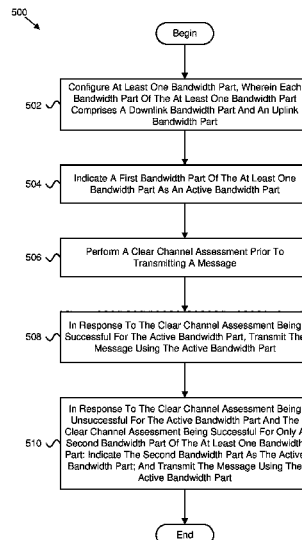 500
Begin
Configure At Least One Bandwidth Part, Wherein Each
Bandwidth Part Of The At Least One Bandwidth Part
Comprises A Downlink Bandwidth Part And An Uplink
Bandwidth Part
502
Indicate A First Bandwidth Part Of The At Least One
Bandwidth Part As An Active Bandwidth Part
504
Perform A Clear Channel Assessment Prior To
Transmitting A Message
506
In Response To The Clear Channel Assessment Being
Successful For The Active Bandwidth Part, Transmit The
Message Using The Active Bandwidth Part
508
In Response To The Clear Channel Assessment Being
Unsuccessful For The Active Bandwidth Part And The
Clear Channel Assessment Being Successful For Only A
Second Bandwidth Part Of The At Least One Bandwidth
Part: Indicate The Second Bandwidth Part As The Active
Bandwidth Part; And Transmit The Message Using The
Active Bandwidth Part
510
End